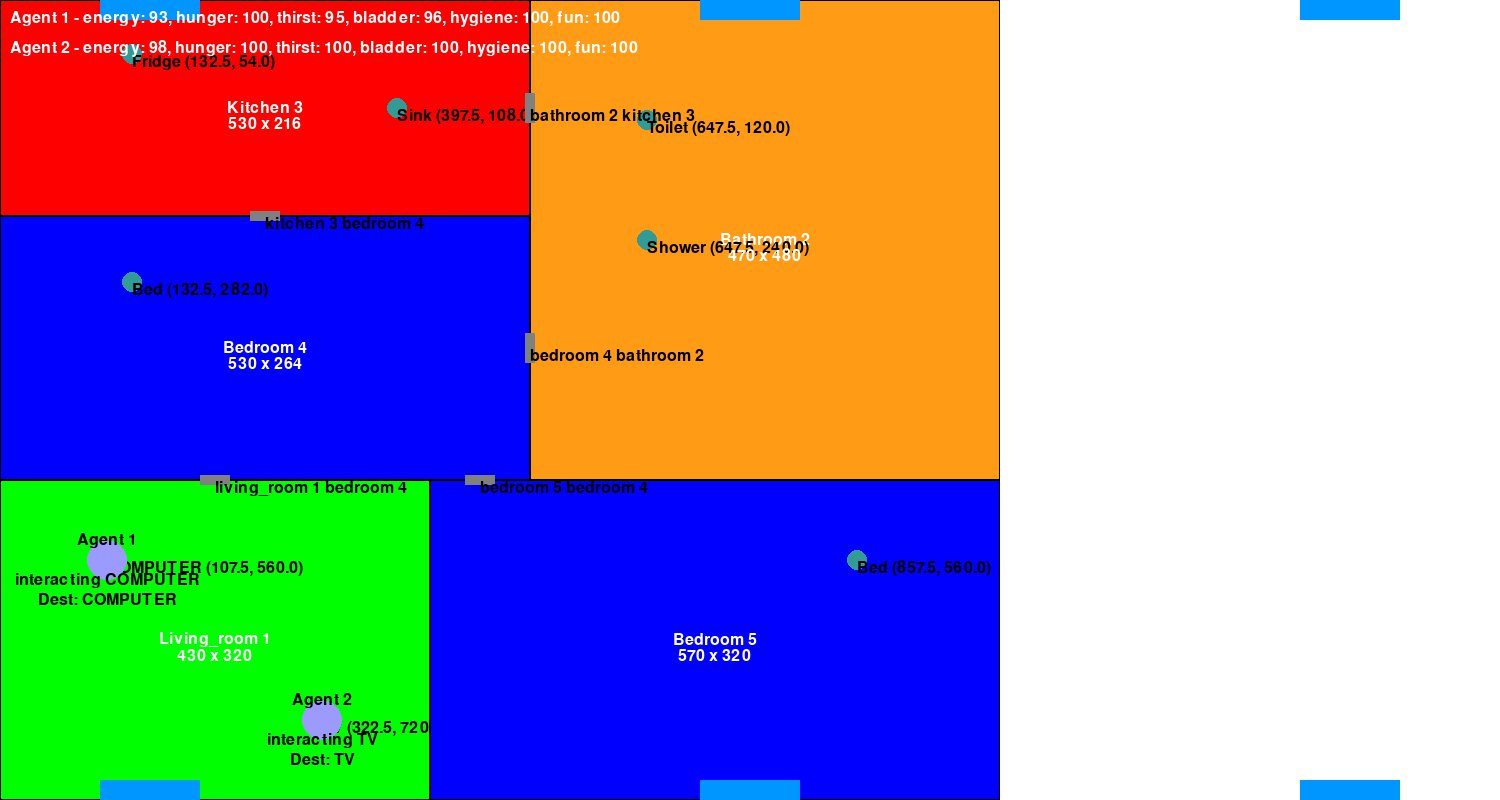 Agent 1 - energy: 93, hunger: 100, thirst: 95, bladder: 96, hygiene: 100, fun: 100
Agent 2 - energy: 98, hunger: 100, thirst: 100, bladder: 100, hygiene: 100, fun: 100
Fridge (132.5, 54.0)
Kitchen 3
530 x 216
Sink (397.5, 108.0
bathroom 2 kitchen 3
Toilet (647.5, 120.0)
kitchen 3 bedroom 4
Bathroom 2
470 x 480
Shower (647.5, 240.0)
Bed (132.5, 282.0)
Bedroom 4
530 x 264
bedroom 4 bathroom 2
living_room 1 bedroom 4
bedroom 5 bedroom 4
Agent 1
COMPUTER (107.5, 560.0)
interacting COMPUTER
Dest: COMPUTER
Bed (857.5, 560.0)
Living_room 1
430 x 320
Bedroom 5
570 x 320
Agent 2
(322.5, 720
interacting TV
Dest: TV